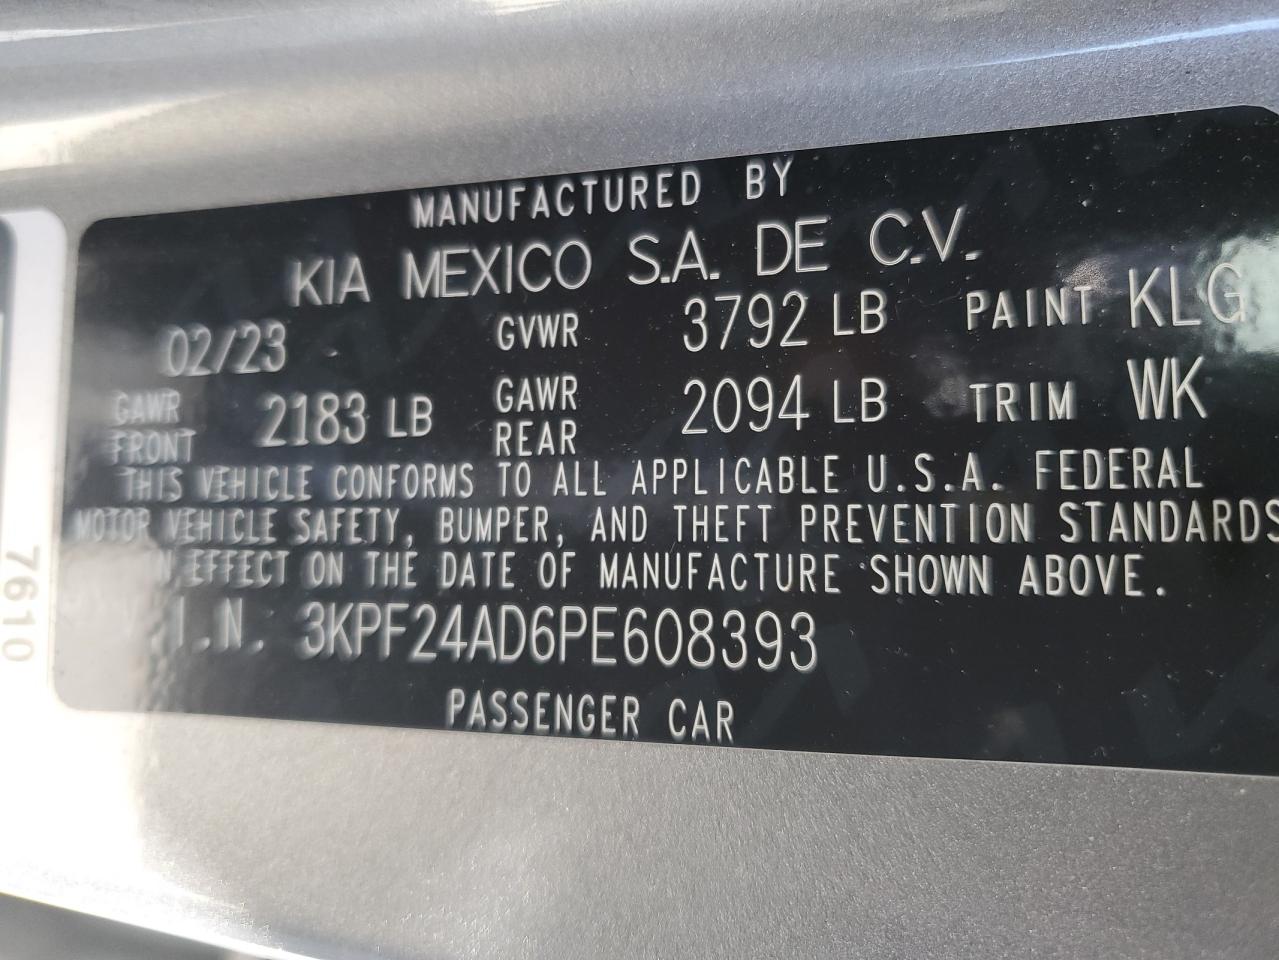 MANUFACTURED BY
KIA MEXICO S.A. DE C.V.
02/23 GVWR 3792 LB PAINT KLG
GAWR FRONT 2183 LB GAWR REAR 2094 LB TRIM WK
THIS VEHICLE CONFORMS TO ALL APPLICABLE U.S.A. FEDERAL
MOTOR VEHICLE SAFETY, BUMPER, AND THEFT PREVENTION STANDARDS
IN EFFECT ON THE DATE OF MANUFACTURE SHOWN ABOVE.
V.I.N. 3KPF24AD6PE608393
PASSENGER CAR
7610